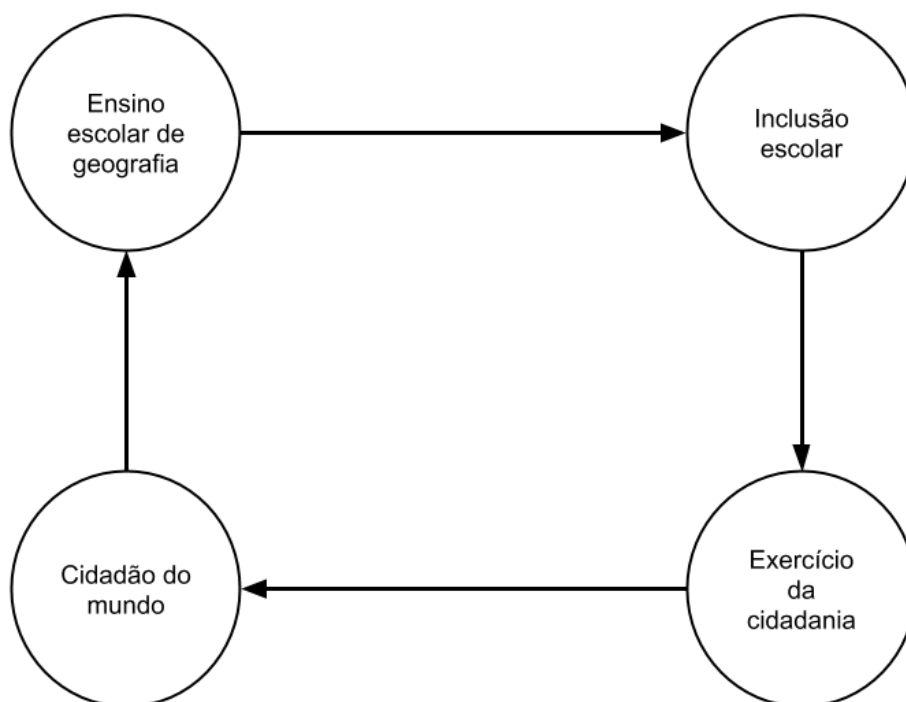 Ensino
escolar de
geografia
Inclusão
escolar
Cidadão do
mundo
Exercício
da
cidadania